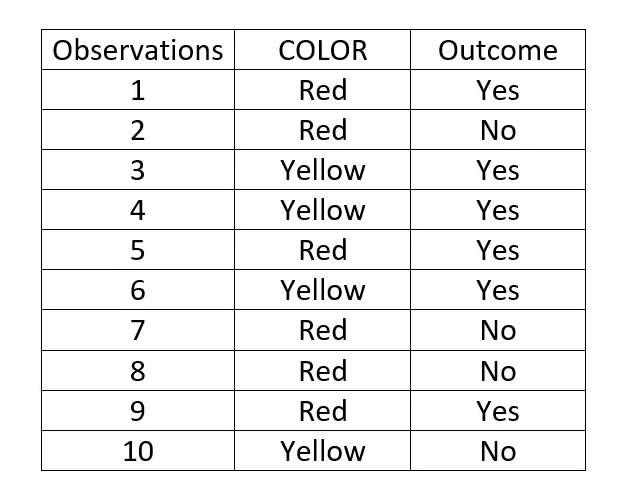 Observations COLOR Outcome
1 Red Yes
2 Red No
3 Yellow Yes
4 Yellow Yes
5 Red Yes
6 Yellow Yes
7 Red No
8 Red No
9 Red Yes
10 Yellow No